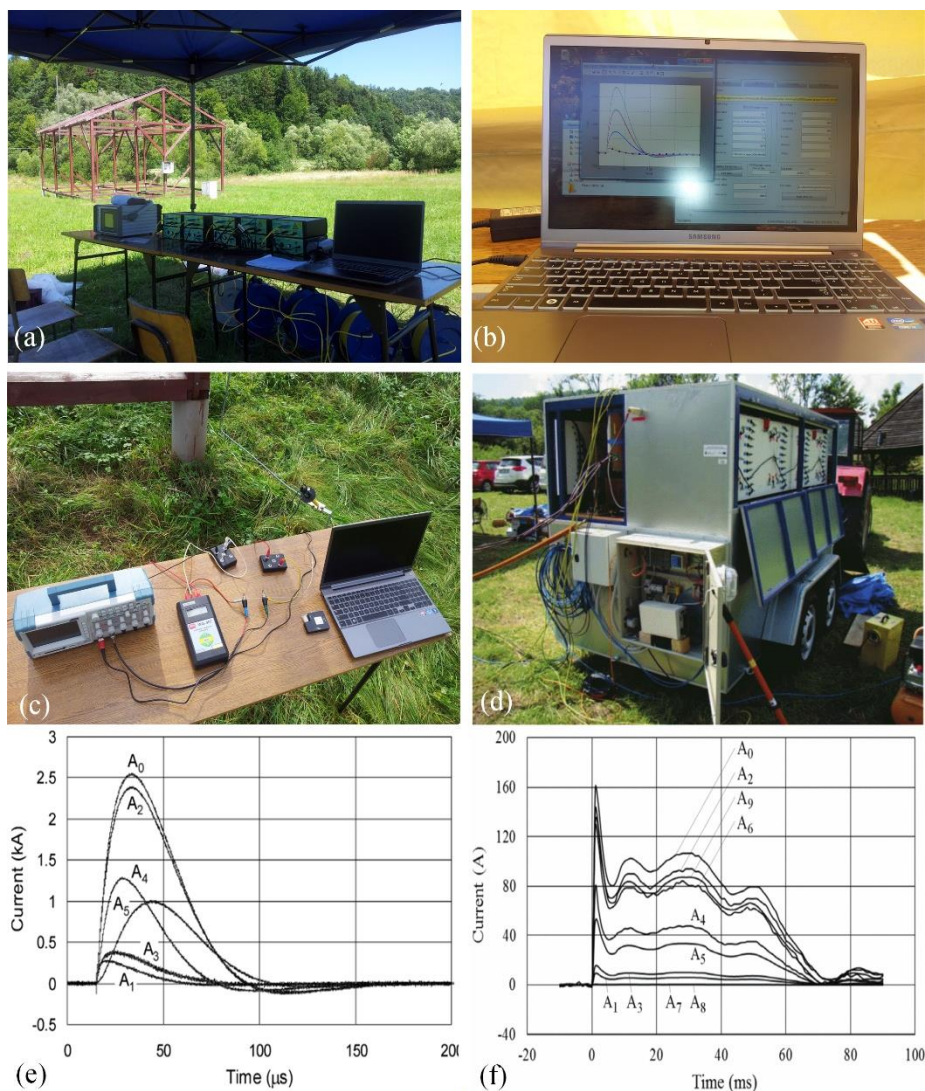 (a)
(b)
SAMSUNG
(c)
(d)
Current (kA)
3
2.5
2
1.5
1
0.5
0
-0.5
A0
A2
A4
A5
A3
A1
0 50 100 150 200
Time (µs)
(e)
Current (A)
200
160
120
80
40
0
-40
A0
A2
A9
A6
A4
A5
A1 A3 A7 A8
-20 0 20 40 60 80 100
Time (ms)
(f)